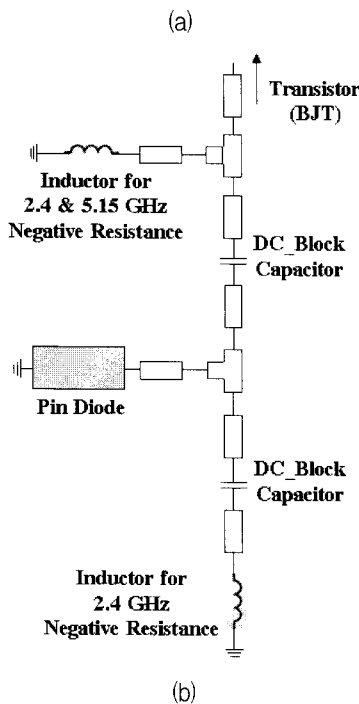 (a)
Transistor
(BJT)
Inductor for
2.4 & 5.15 GHz
Negative Resistance
DC_Block
Capacitor
Pin Diode
DC_Block
Capacitor
Inductor for
2.4 GHz
Negative Resistance
(b)